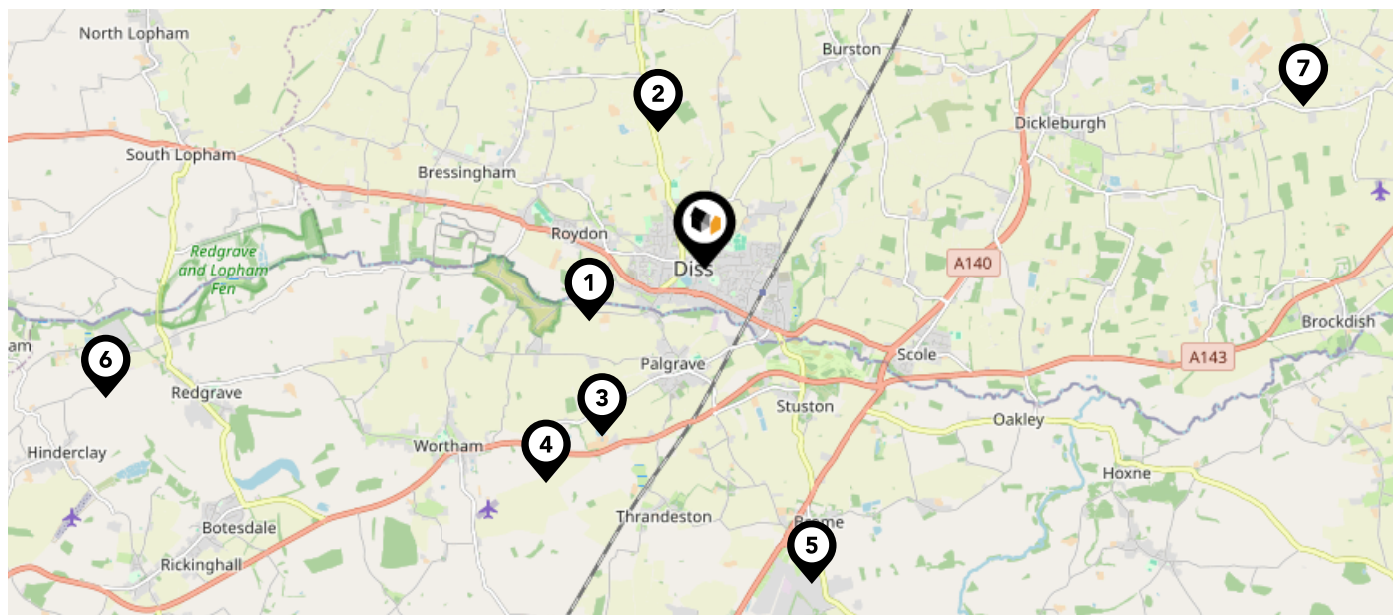 North Lopham
Burston
7
2
Dickleburgh
South Lopham
Bressingham
Roydon
Redgrave
and Lopham
Fen
Diss
A140
1
Brockdish
am
6
Scole
A143
Palgrave
Redgrave
3
Stuston
Oakley
4
Wortham
Hinderclay
Hoxne
Thrandeston
Botesdale
5
Rickinghall